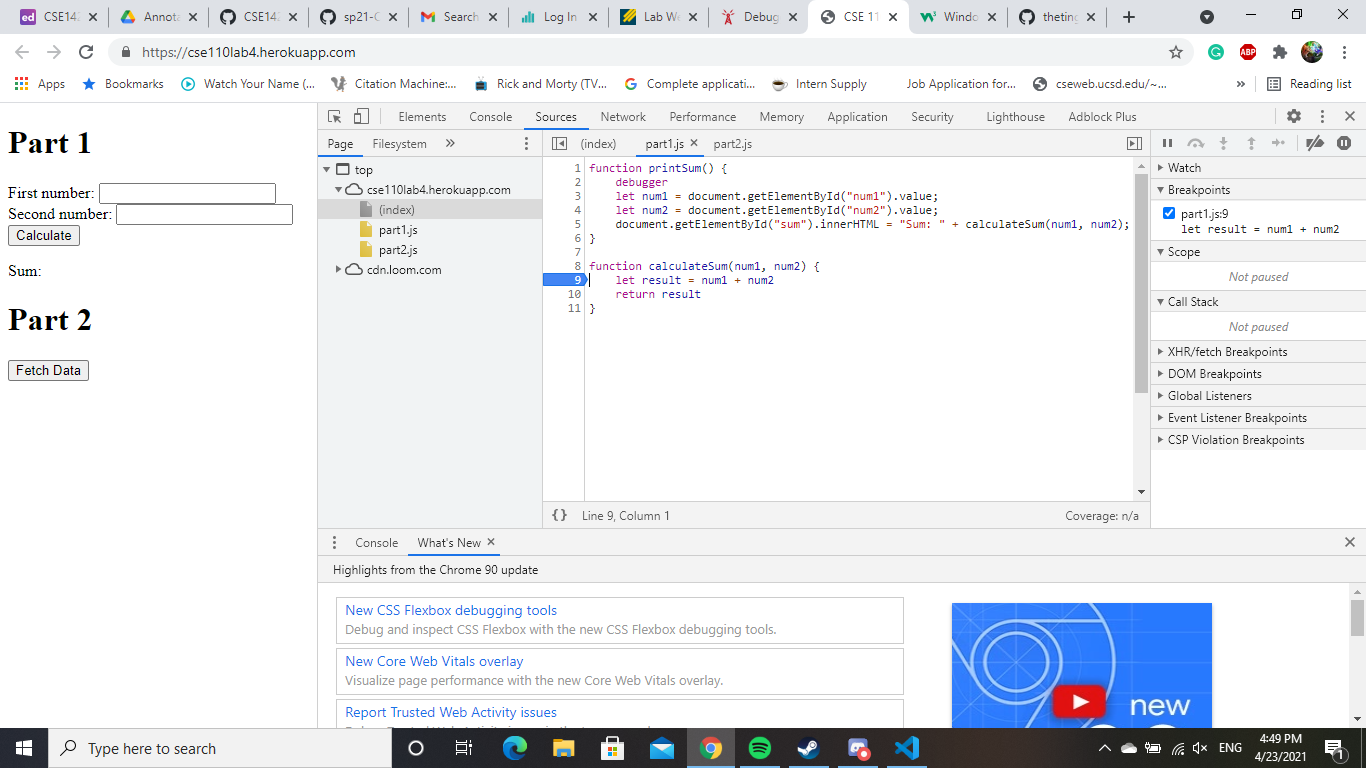 CSE142 Annota CSE142 sp21-C Search Log In Lab We Debug CSE 11 Windo theting
https://cse110lab4.herokuapp.com
Apps Bookmarks Watch Your Name (... Citation Machine:... Rick and Morty (TV... Complete applicati... Intern Supply Job Application for... cseweb.ucsd.edu/~... » Reading list
Part 1
First number:
Second number:
Calculate
Sum:
Part 2
Fetch Data
Elements Console Sources Network Performance Memory Application Security Lighthouse Adblock Plus
Page Filesystem »
top
cse110lab4.herokuapp.com
(index)
part1.js
part2.js
cdn.loom.com
(index) part1.js × part2.js
1 function printSum() {
2 debugger
3 let num1 = document.getElementById("num1").value;
4 let num2 = document.getElementById("num2").value;
5 document.getElementById("sum").innerHTML = "Sum: " + calculateSum(num1, num2);
6 }
7
8 function calculateSum(num1, num2) {
9 let result = num1 + num2
10 return result
11 }
{} Line 9, Column 1 Coverage: n/a
Watch
Breakpoints
part1.js:9
let result = num1 + num2
Scope
Not paused
Call Stack
Not paused
XHR/fetch Breakpoints
DOM Breakpoints
Global Listeners
Event Listener Breakpoints
CSP Violation Breakpoints
Console What's New ×
Highlights from the Chrome 90 update
New CSS Flexbox debugging tools
Debug and inspect CSS Flexbox with the new CSS Flexbox debugging tools.
New Core Web Vitals overlay
Visualize page performance with the new Core Web Vitals overlay.
Report Trusted Web Activity issues
new
Type here to search
ENG
4:49 PM
4/23/2021
1